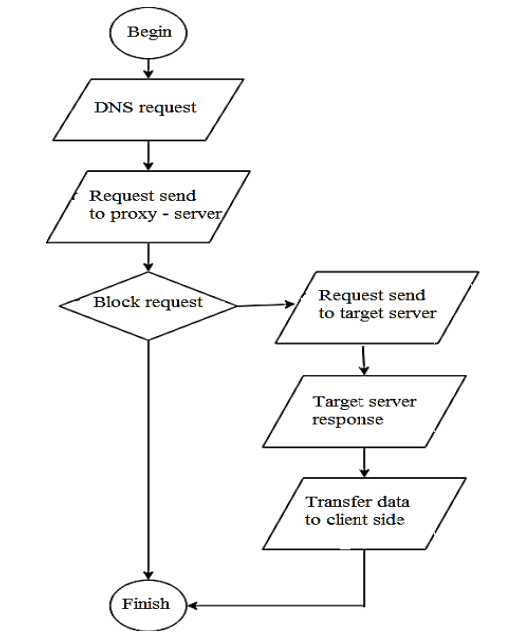 Begin
DNS request
Request send
to proxy - server
Block request
Request send
to target server
Target server
response
Transfer data
to client side
Finish